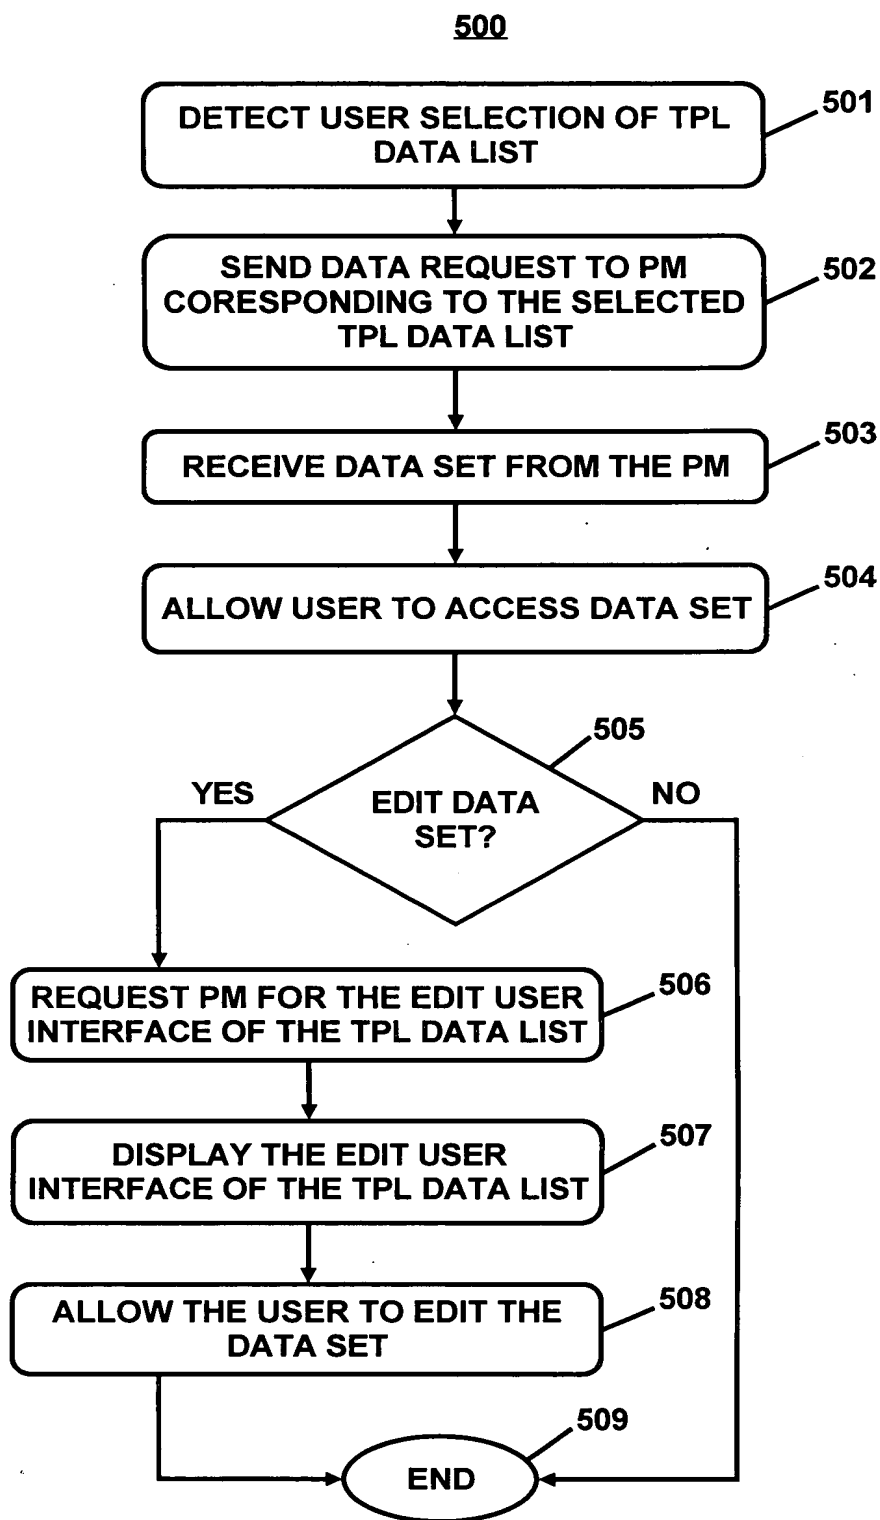 500
DETECT USER SELECTION OF TPL
DATA LIST
501
SEND DATA REQUEST TO PM
CORESPONDING TO THE SELECTED
TPL DATA LIST
502
RECEIVE DATA SET FROM THE PM
503
ALLOW USER TO ACCESS DATA SET
504
505
YES
EDIT DATA
SET?
NO
REQUEST PM FOR THE EDIT USER
INTERFACE OF THE TPL DATA LIST
506
DISPLAY THE EDIT USER
INTERFACE OF THE TPL DATA LIST
507
ALLOW THE USER TO EDIT THE
DATA SET
508
509
END